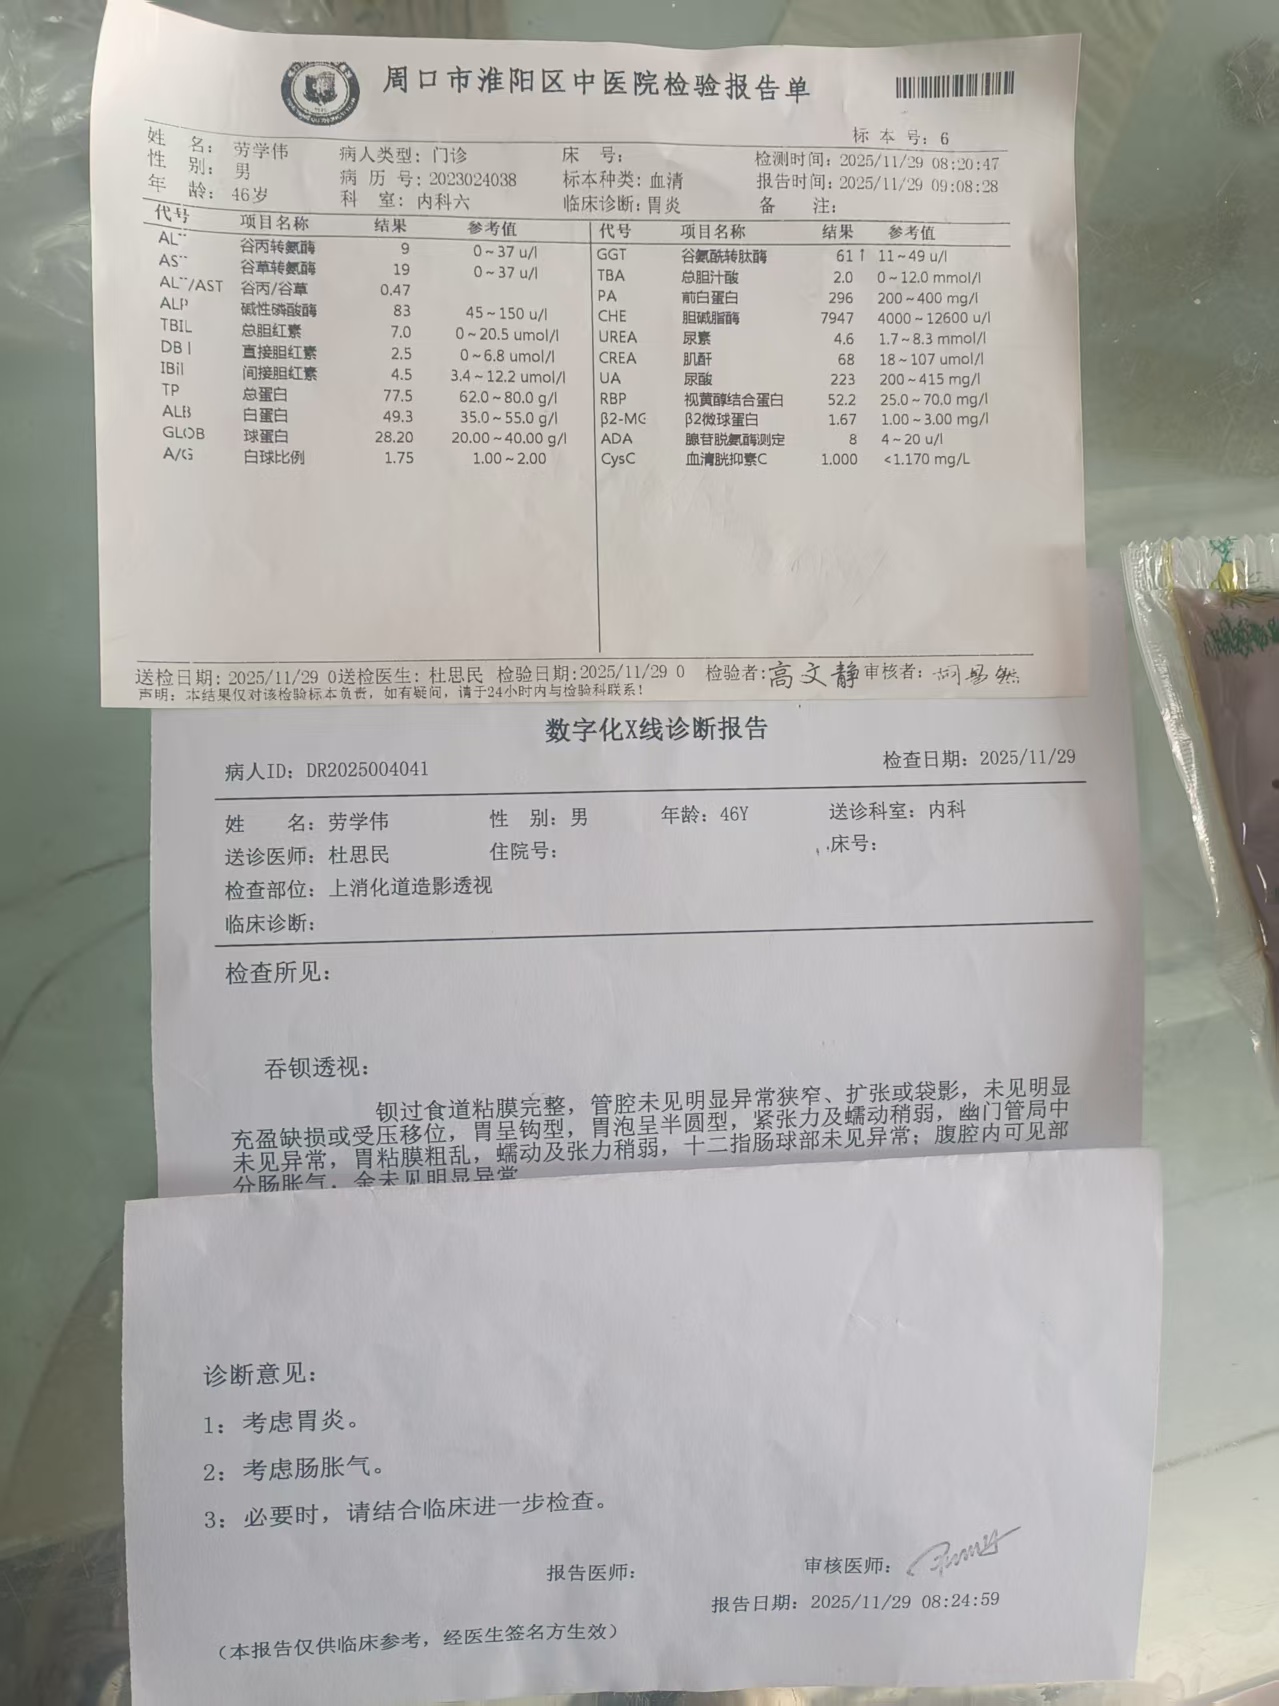 周口市淮阳区中医院检验报告单
标 本 号: 6
姓 名: 劳学伟 病人类型: 门诊 床 号: 检测时间: 2025/11/29 08:20:47
性 别: 男 病 历 号: 2023024038 标本种类: 血清 报告时间: 2025/11/29 09:08:28
年 龄: 46岁 科 室: 内科六 临床诊断: 胃炎 备 注:
代号 项目名称 结果 参考值 代号 项目名称 结果 参考值
谷丙转氨酶 9 0~37 u/l GGT 谷氨酰转肽酶 61↑ 11~49 u/l
谷草转氨酶 19 0~37 u/l TBA 总胆汁酸 2.0 0~12.0 mmol/l
/AST 谷丙/谷草 0.47 PA 前白蛋白 296 200~400 mg/l
ALP 碱性磷酸酶 83 45~150 u/l CHE 胆碱脂酶 7947 4000~12600 u/l
TBIL 总胆红素 7.0 0~20.5 umol/l UREA 尿素 4.6 1.7~8.3 mmol/l
DBI 直接胆红素 2.5 0~6.8 umol/l CREA 肌酐 68 18~107 umol/l
IBil 间接胆红素 4.5 3.4~12.2 umol/l UA 尿酸 223 200~415 mg/l
TP 总蛋白 77.5 62.0~80.0 g/l RBP 视黄醇结合蛋白 52.2 25.0~70.0 mg/l
ALB 白蛋白 49.3 35.0~55.0 g/l β2-MG β2微球蛋白 1.67 1.00~3.00 mg/l
GLOB 球蛋白 28.20 20.00~40.00 g/l ADA 腺苷脱氨酶测定 8 4~20 u/l
A/G 白球比例 1.75 1.00~2.00 CysC 血清胱抑素C 1.000 <1.170 mg/L
送检日期: 2025/11/29 0送检医生: 杜思民 检验日期:2025/11/29 0 检验者:高文静 审核者:
声明: 本结果仅对该检验标本负责, 如有疑问, 请于24小时内与检验科联系!
数字化X线诊断报告
病人ID: DR2025004041 检查日期: 2025/11/29
姓 名: 劳学伟 性 别: 男 年龄: 46Y 送诊科室: 内科
送诊医师: 杜思民 住院号: 床号:
检查部位: 上消化道造影透视
临床诊断:
检查所见:
吞钡透视:
钡过食道粘膜完整, 管腔未见明显异常狭窄、扩张或袋影, 未见明显
充盈缺损或受压移位, 胃呈钩型, 胃泡呈半圆型, 紧张力及蠕动稍弱, 幽门管局中
未见异常, 胃粘膜粗乱, 蠕动及张力稍弱, 十二指肠球部未见异常; 腹腔内可见部
分肠胀气, 余未见明显异常
诊断意见:
1: 考虑胃炎。
2: 考虑肠胀气。
3: 必要时, 请结合临床进一步检查。
报告医师: 审核医师:
报告日期: 2025/11/29 08:24:59
(本报告仅供临床参考, 经医生签名方生效)